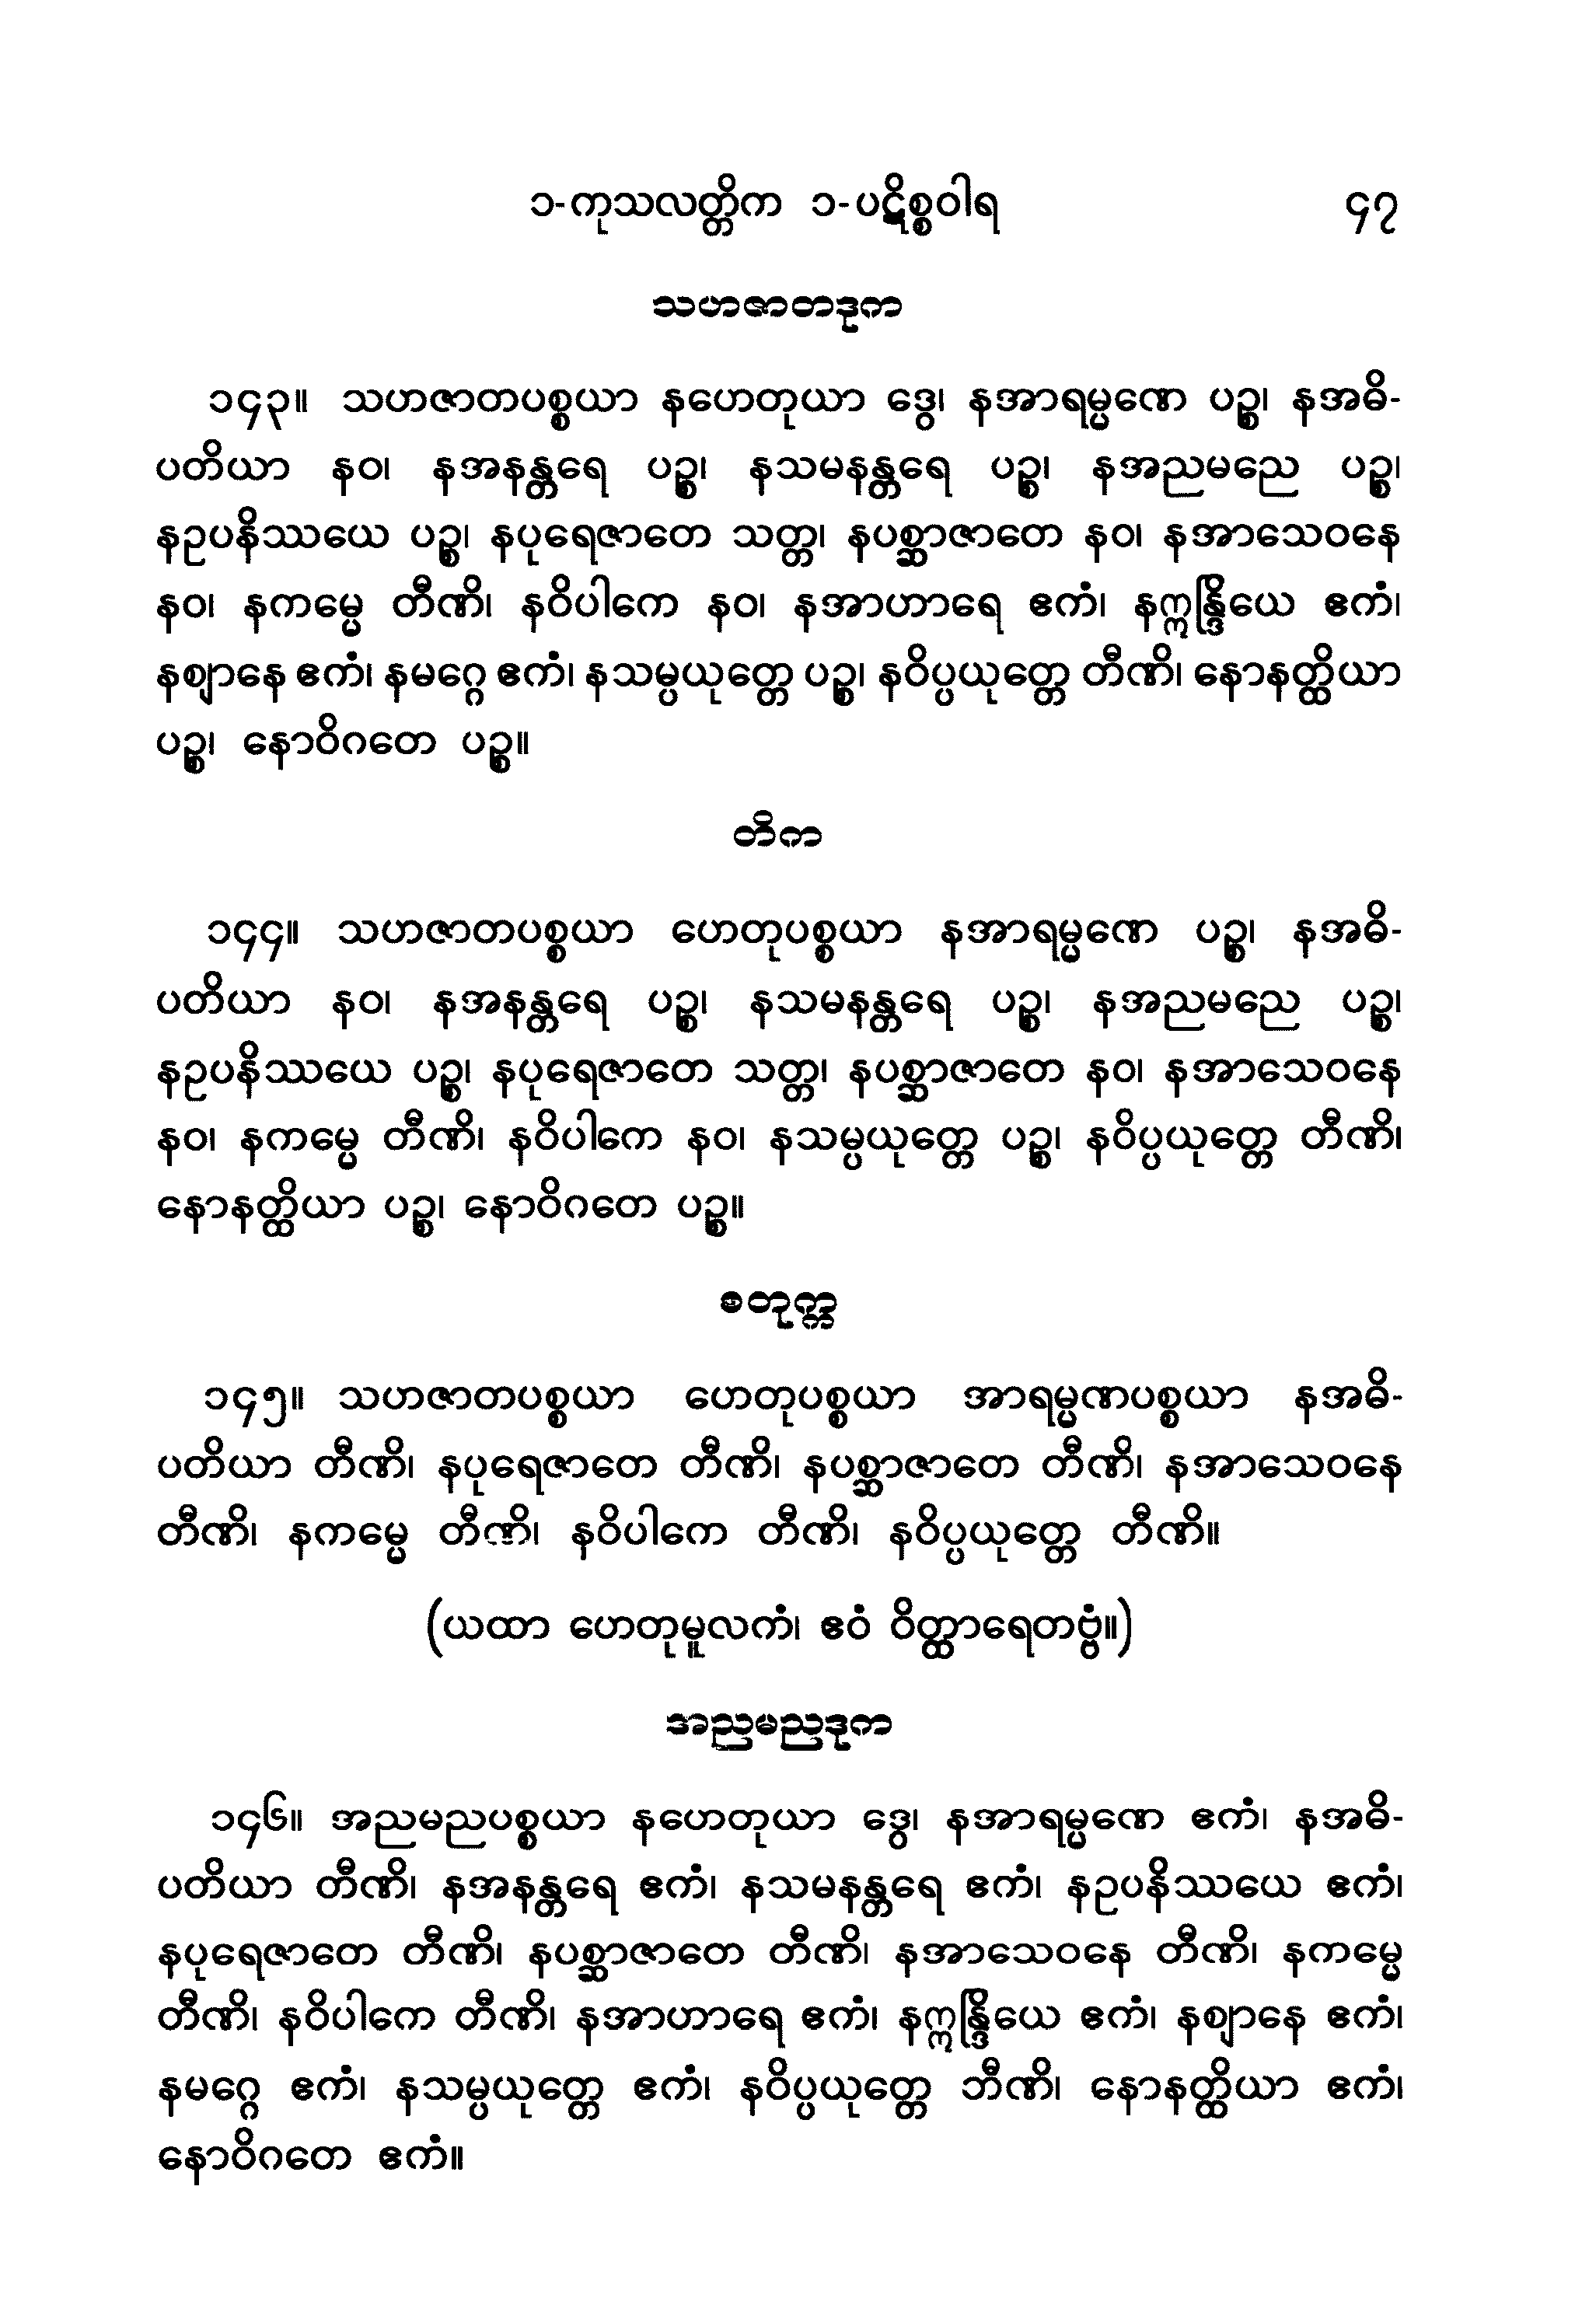 ၁-ကုသလတ္တိက ၁-ပဋိစ္စဝါရ ၄၇
သဟဇာတဒုက
၁၄၃။ သဟဇာတပစ္စယာ နဟေတုယာ ဒွေ၊ နအာရမ္မဏေ ပဉ္စ၊ နအဓိ-
ပတိယာ နဝ၊ နအနန္တရေ ပဉ္စ၊ နသမနန္တရေ ပဉ္စ၊ နအညမညေ ပဉ္စ၊
နဥပနိဿယေ ပဉ္စ၊ နပုရေဇာတေ သတ္တ၊ နပစ္ဆာဇာတေ နဝ၊ နအာသေဝနေ
နဝ၊ နကမ္မေ တီဏိ၊ နဝိပါကေ နဝ၊ နအာဟာရေ ဧကံ၊ နဣန္ဒြိယေ ဧကံ၊
နဈာနေ ဧကံ၊ နမဂ္ဂေ ဧကံ၊ နသမ္ပယုတ္တေ ပဉ္စ၊ နဝိပ္ပယုတ္တေ တီဏိ၊ နောနတ္ထိယာ
ပဉ္စ၊ နောဝိဂတေ ပဉ္စ။
တိက
၁၄၄။ သဟဇာတပစ္စယာ ဟေတုပစ္စယာ နအာရမ္မဏေ ပဉ္စ၊ နအဓိ-
ပတိယာ နဝ၊ နအနန္တရေ ပဉ္စ၊ နသမနန္တရေ ပဉ္စ၊ နအညမညေ ပဉ္စ၊
နဥပနိဿယေ ပဉ္စ၊ နပုရေဇာတေ သတ္တ၊ နပစ္ဆာဇာတေ နဝ၊ နအာသေဝနေ
နဝ၊ နကမ္မေ တီဏိ၊ နဝိပါကေ နဝ၊ နသမ္ပယုတ္တေ ပဉ္စ၊ နဝိပ္ပယုတ္တေ တီဏိ၊
နောနတ္ထိယာ ပဉ္စ၊ နောဝိဂတေ ပဉ္စ။
စတုက္က
၁၄၅။ သဟဇာတပစ္စယာ ဟေတုပစ္စယာ အာရမ္မဏပစ္စယာ နအဓိ-
ပတိယာ တီဏိ၊ နပုရေဇာတေ တီဏိ၊ နပစ္ဆာဇာတေ တီဏိ၊ နအာသေဝနေ
တီဏိ၊ နကမ္မေ တီဏိ၊ နဝိပါကေ တီဏိ၊ နဝိပ္ပယုတ္တေ တီဏိ။
(ယထာ ဟေတုမူလကံ၊ ဧဝံ ဝိတ္ထာရေတဗ္ဗံ။)
အညမညဒုက
၁၄၆။ အညမညပစ္စယာ နဟေတုယာ ဒွေ၊ နအာရမ္မဏေ ဧကံ၊ နအဓိ-
ပတိယာ တီဏိ၊ နအနန္တရေ ဧကံ၊ နသမနန္တရေ ဧကံ၊ နဥပနိဿယေ ဧကံ၊
နပုရေဇာတေ တီဏိ၊ နပစ္ဆာဇာတေ တီဏိ၊ နအာသေဝနေ တီဏိ၊ နကမ္မေ
တီဏိ၊ နဝိပါကေ တီဏိ၊ နအာဟာရေ ဧကံ၊ နဣန္ဒြိယေ ဧကံ၊ နဈာနေ ဧကံ၊
နမဂ္ဂေ ဧကံ၊ နသမ္ပယုတ္တေ ဧကံ၊ နဝိပ္ပယုတ္တေ ဘီဏိ၊ နောနတ္ထိယာ ဧကံ၊
နောဝိဂတေ ဧကံ။